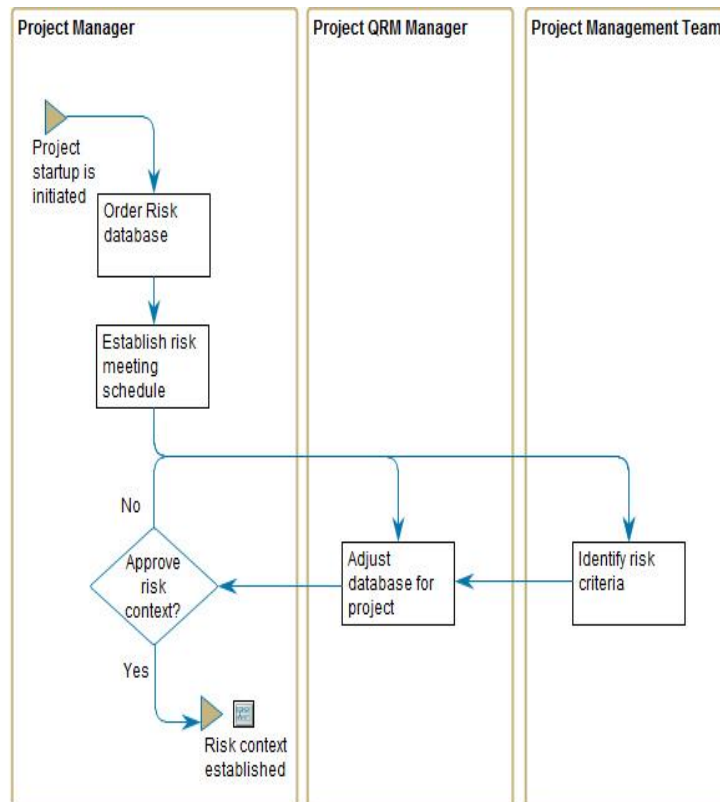 Project Manager
Project QRM Manager
Project Management Team
Project
startup is
initiated
Order Risk
database
Establish risk
meeting
schedule
No
Approve
risk
context?
Adjust
database for
project
Identify risk
criteria
Yes
Risk context
established